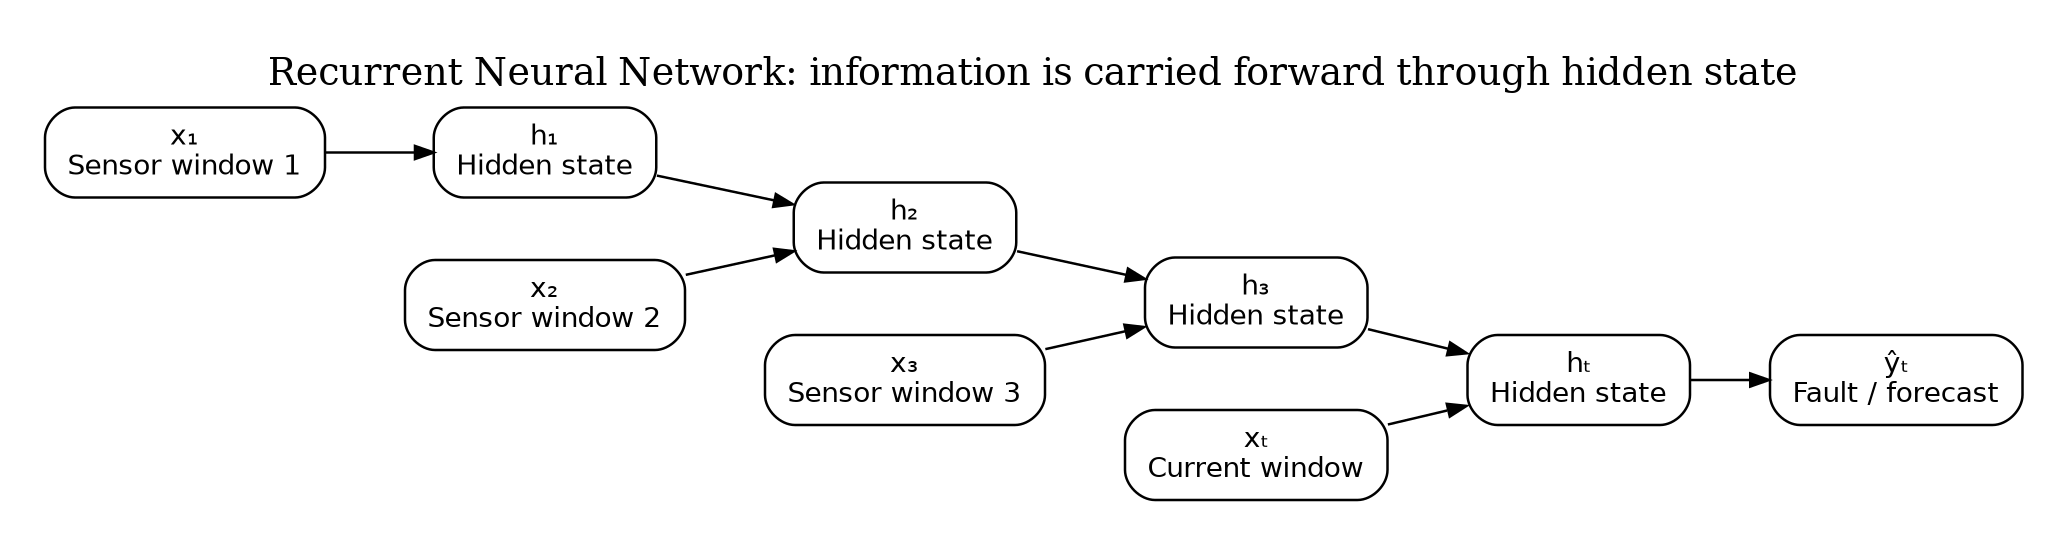 Recurrent Neural Network: information is carried forward through hidden state
x₁
Sensor window 1
h₁
Hidden state
h₂
Hidden state
x₂
Sensor window 2
h₃
Hidden state
x₃
Sensor window 3
hₜ
Hidden state
ŷₜ
Fault / forecast
xₜ
Current window